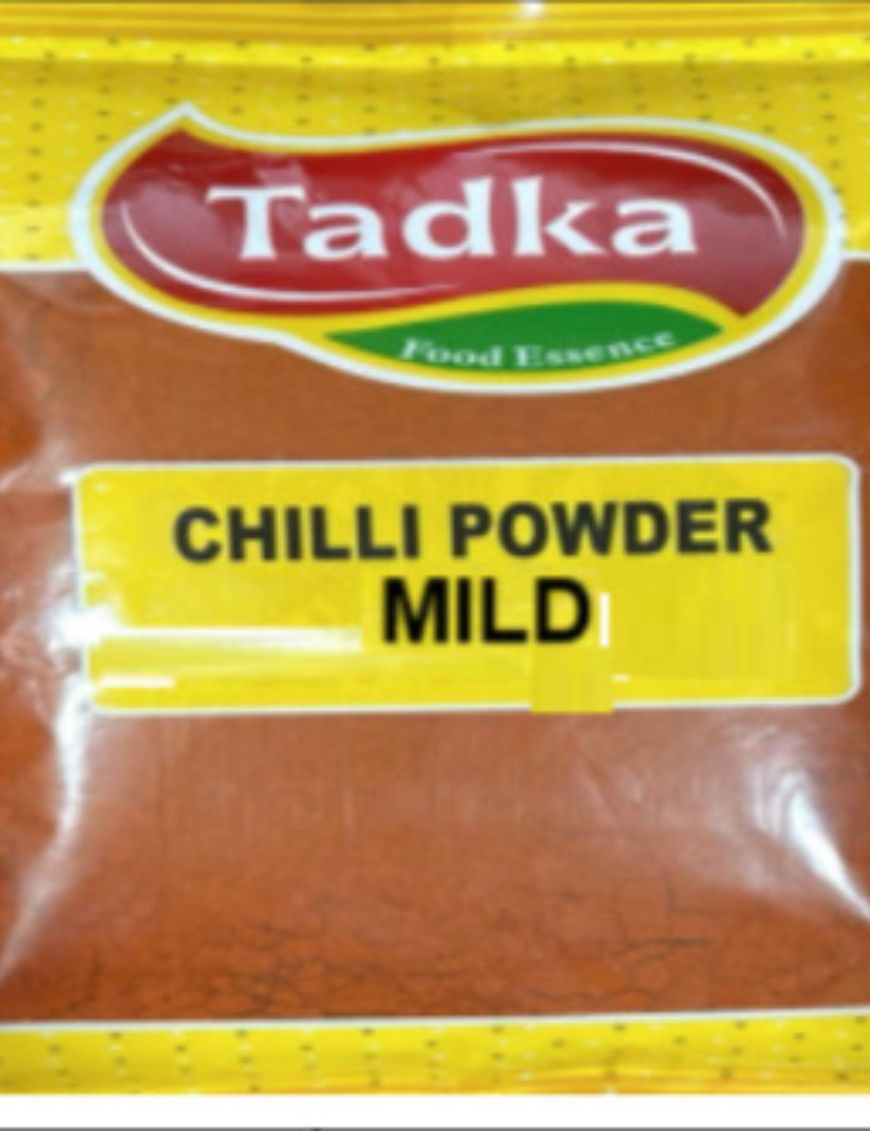 Tadka
Food Essence
CHILLI POWDER
MILD